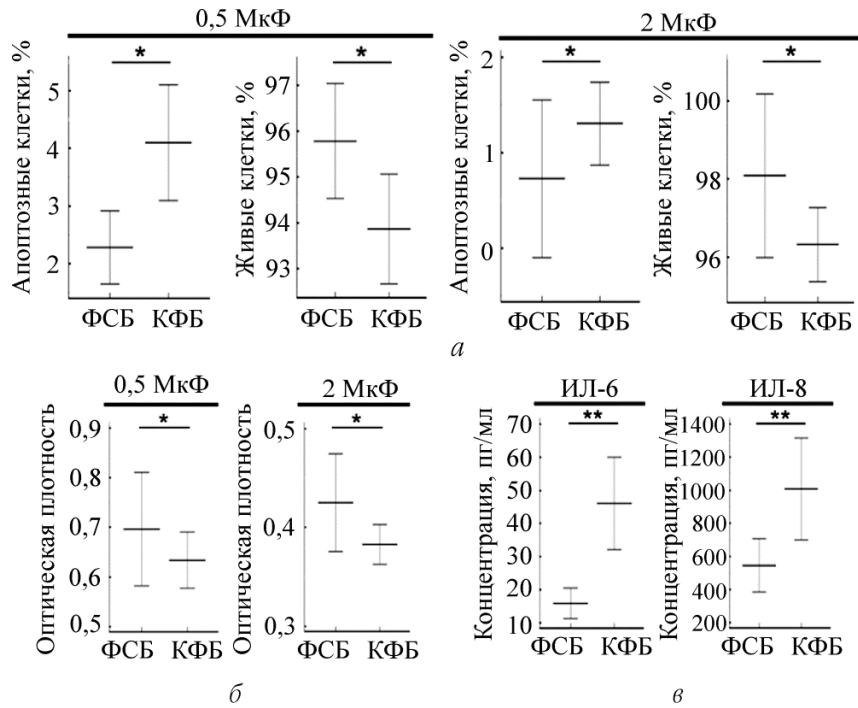 0,5 МкФ
2 МкФ
Апоптозные клетки, %
5
4
3
2
*
ФСБ КФБ
Живые клетки, %
97
96
95
94
93
*
ФСБ КФБ
Апоптозные клетки, %
2
1
0
*
ФСБ КФБ
Живые клетки, %
100
98
96
*
ФСБ КФБ
а
0,5 МкФ
Оптическая плотность
0,9
0,8
0,7
0,6
0,5
*
ФСБ КФБ
2 МкФ
Оптическая плотность
0,5
0,4
0,3
*
ФСБ КФБ
б
ИЛ-6
Концентрация, пг/мл
70
60
50
40
30
20
10
**
ФСБ КФБ
ИЛ-8
Концентрация, пг/мл
1400
1200
1000
800
600
400
200
**
ФСБ КФБ
в